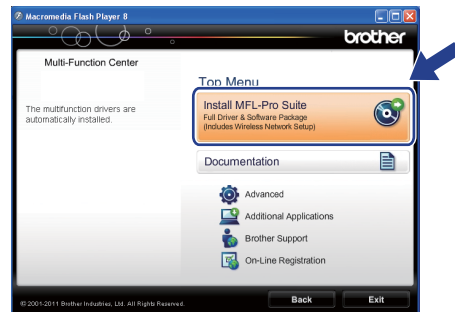 Macromedia Flash Player 8
brother
Multi-Function Center
The multifunction drivers are
automatically installed.
Top Menu
Install MFL-Pro Suite
Full Driver & Software Package
(Includes Wireless Network Setup)
Documentation
Advanced
Additional Applications
Brother Support
On-Line Registration
© 2001-2011 Brother Industries, Ltd. All Rights Reserved.
Back
Exit